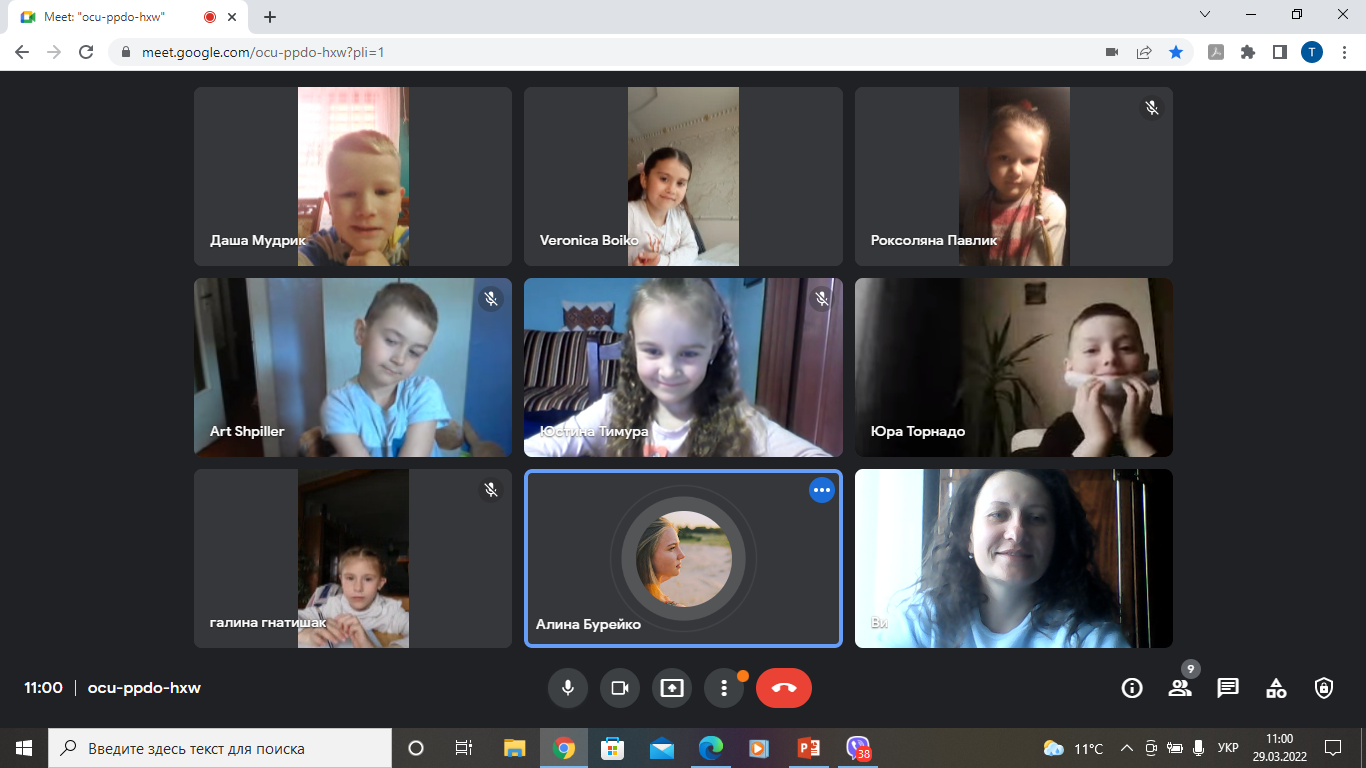 Meet: "ocu-ppdo-hxw"
meet.google.com/ocu-ppdo-hxw?pli=1
T
Даша Мудрик
Veronica Boiko
Роксоляна Павлик
Art Shpiller
Юстина Тимура
Юра Торнадо
галина гнатишак
Алина Бурейко
Ви
11:00
ocu-ppdo-hxw
9
Введите здесь текст для поиска
38
11°C
УКР
11:00
29.03.2022